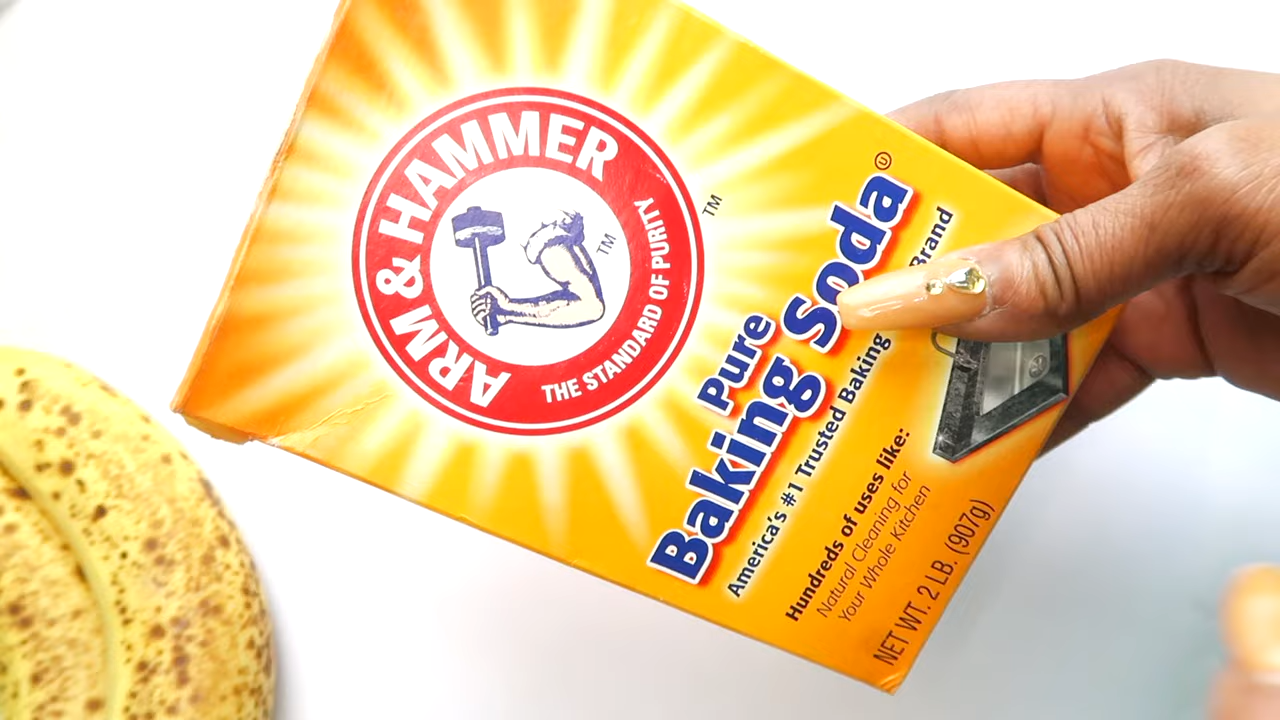 ARM & HAMMER
THE STANDARD OF PURITY
TM
TM
Pure
Baking Soda
America's #1 Trusted Baking Brand
Hundreds of uses like:
Natural Cleaning for
Your Whole Kitchen
NET WT. 2 LB. (907g)